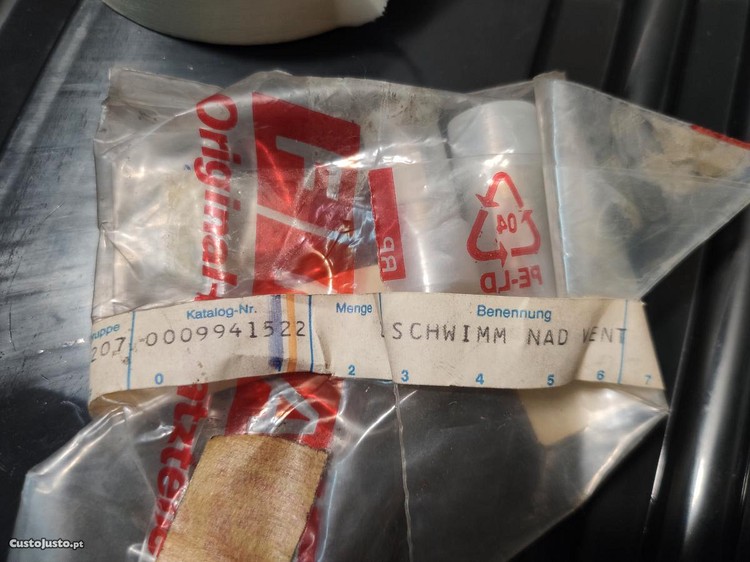 Original
RP
04
PE-LD
ruppe Katalog-Nr. Menge Benennung
207 0009941522 SCHWIMM NAD VENT
0 2 3 4 5 6 7
CustoJusto.pt